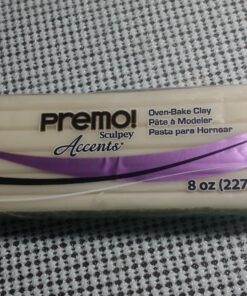 PREMO!
Sculpey
Accents
Oven-Bake Clay
Pâte à Modeler
Pasta para Hornear
8 oz (227